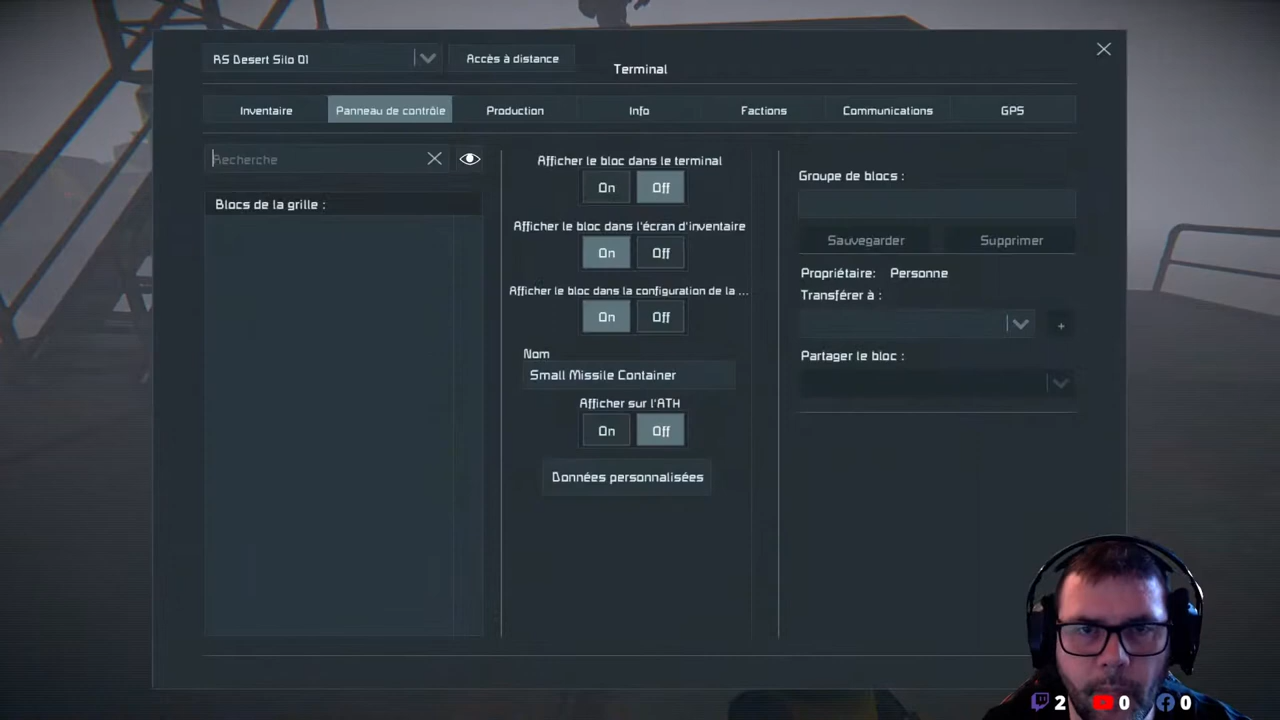 RS Desert Silo 01
Accès à distance
Terminal
Inventaire
Panneau de contrôle
Production
Info
Factions
Communications
GPS
Recherche
Blocs de la grille :
Afficher le bloc dans le terminal
On
Off
Afficher le bloc dans l'écran d'inventaire
On
Off
Afficher le bloc dans la configuration de la ...
On
Off
Nom
Small Missile Container
Afficher sur l'ATH
On
Off
Données personnalisées
Groupe de blocs :
Sauvegarder
Supprimer
Propriétaire: Personne
Transférer à :
+
Partager le bloc :
2
0
0